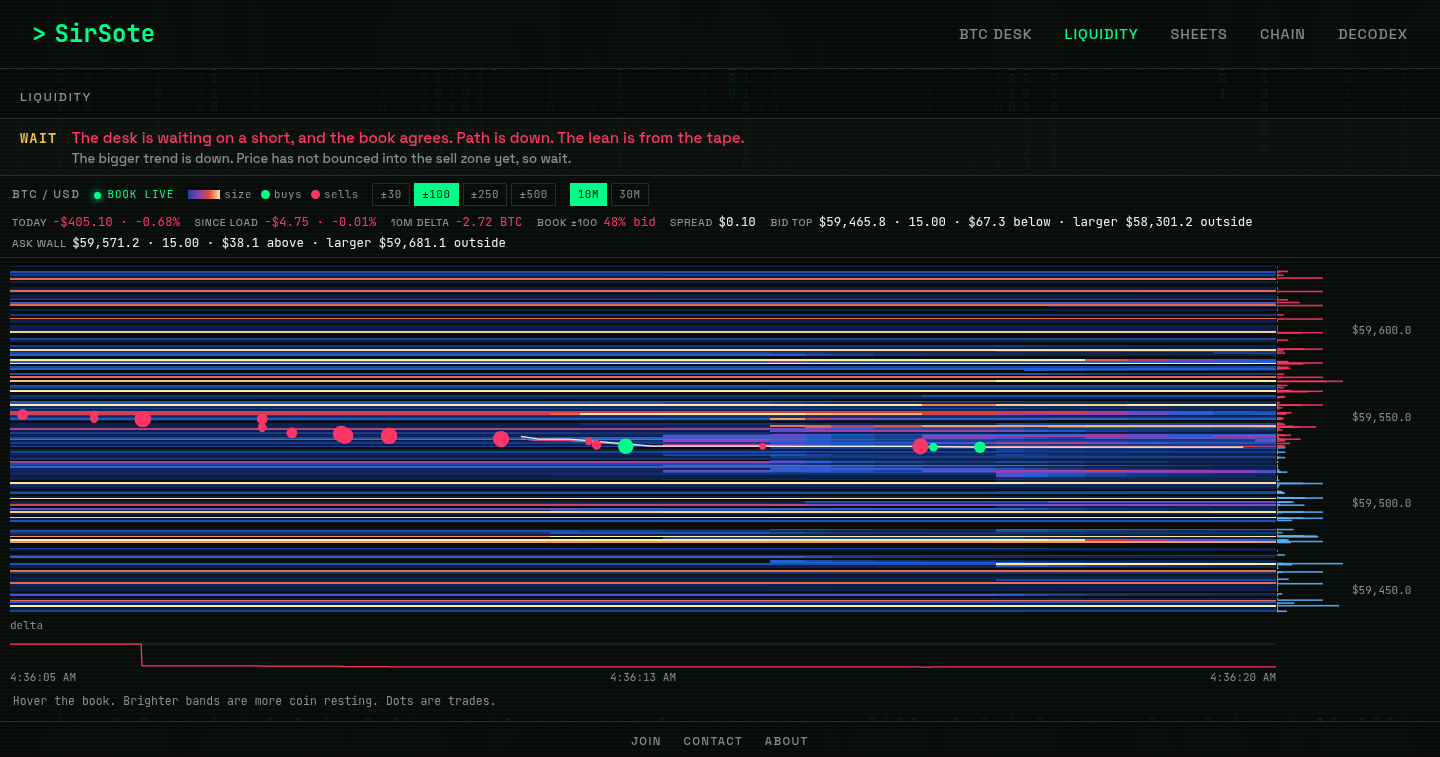 > SirSote
BTC DESK LIQUIDITY SHEETS CHAIN DECODEX
LIQUIDITY
WAIT The desk is waiting on a short, and the book agrees. Path is down. The lean is from the tape.
The bigger trend is down. Price has not bounced into the sell zone yet, so wait.
BTC / USD BOOK LIVE size buys sells ±30 ±100 ±250 ±500 10M 30M
TODAY -$405.10 · -0.68% SINCE LOAD -$4.75 · -0.01% 10M DELTA -2.72 BTC BOOK ±100 48% bid SPREAD $0.10 BID TOP $59,465.8 · 15.00 · $67.3 below · larger $58,301.2 outside
ASK WALL $59,571.2 · 15.00 · $38.1 above · larger $59,681.1 outside
$59,600.0
$59,550.0
$59,500.0
$59,450.0
delta
4:36:05 AM 4:36:13 AM 4:36:20 AM
Hover the book. Brighter bands are more coin resting. Dots are trades.
JOIN CONTACT ABOUT